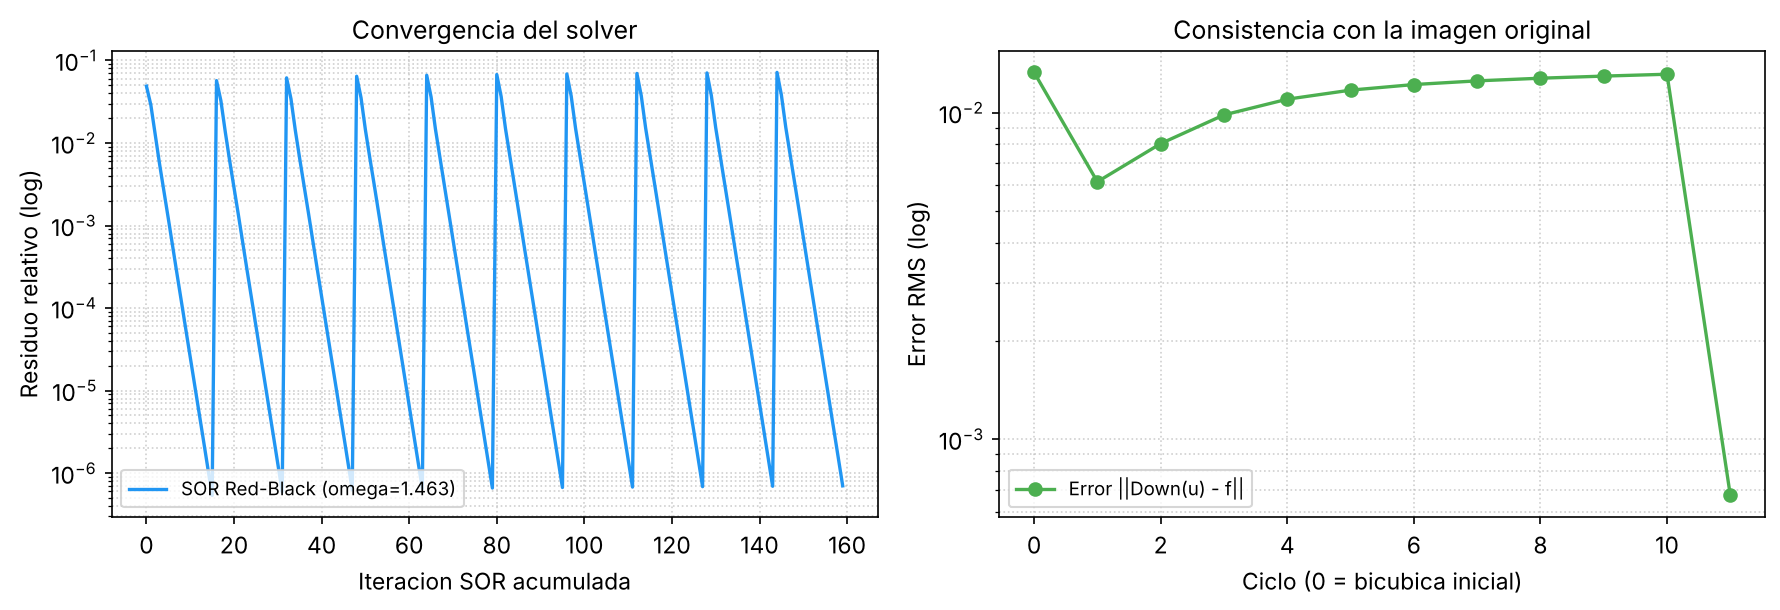 Convergencia del solver
Residuo relativo (log)
10⁻¹
10⁻²
10⁻³
10⁻⁴
10⁻⁵
10⁻⁶
SOR Red-Black (omega=1.463)
0 20 40 60 80 100 120 140 160
Iteracion SOR acumulada
Consistencia con la imagen original
Error RMS (log)
10⁻²
10⁻³
Error ||Down(u) - f||
0 2 4 6 8 10
Ciclo (0 = bicubica inicial)